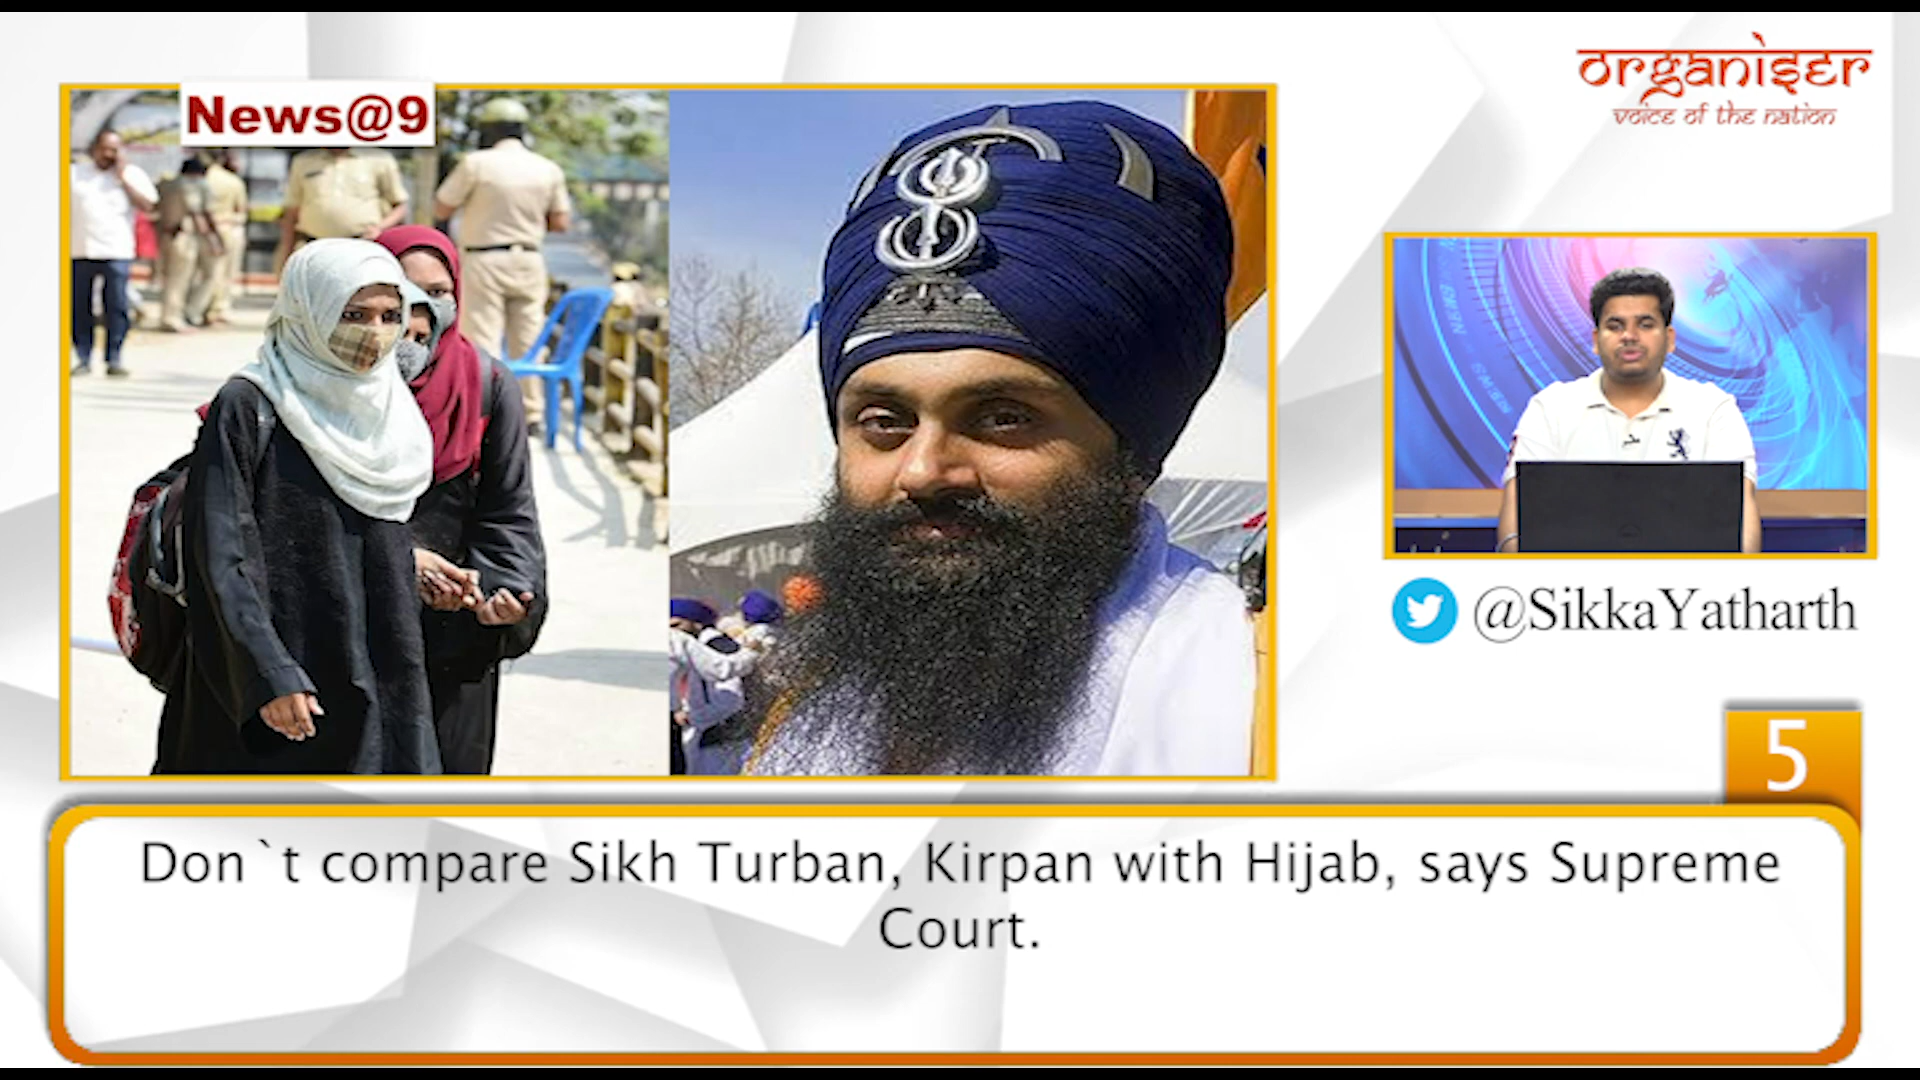 organiser
voice of the nation
News@9
@SikkaYatharth
5
Don`t compare Sikh Turban, Kirpan with Hijab, says Supreme
Court.